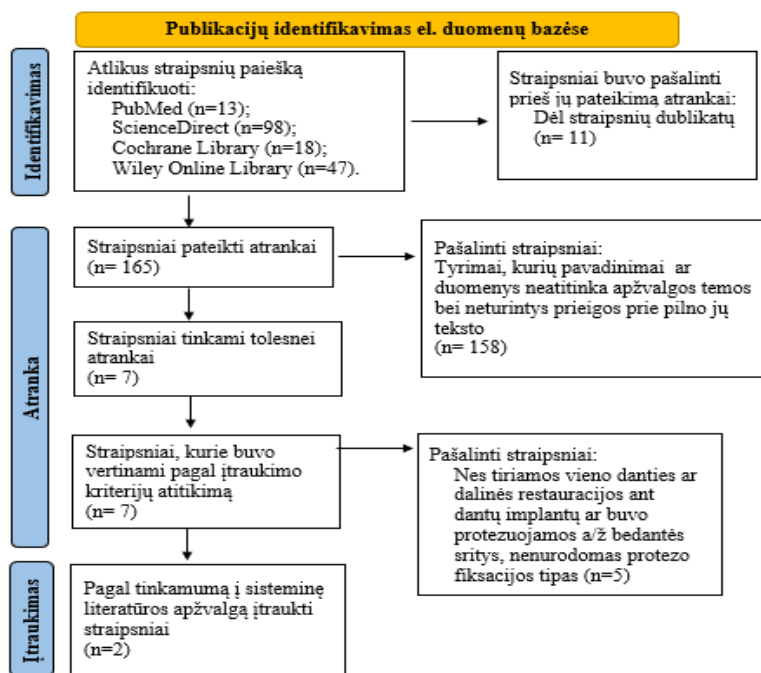 Publikacijų identifikavimas el. duomenų bazėse
Identifikavimas
Atlikus straipsnių paiešką
identifikuoti:
PubMed (n=13);
ScienceDirect (n=98);
Cochrane Library (n=18);
Wiley Online Library (n=47).
Straipsniai buvo pašalinti
prieš jų pateikimą atrankai:
Dėl straipsnių dublikatų
(n= 11)
Atranka
Straipsniai pateikti atrankai
(n= 165)
Pašalinti straipsniai:
Tyrimai, kurių pavadinimai ar
duomenys neatitinka apžvalgos temos
bei neturintys prieigos prie pilno jų
teksto
(n= 158)
Straipsniai tinkami tolesnei
atrankai
(n= 7)
Straipsniai, kurie buvo
vertinami pagal įtraukimo
kriterijų atitikimą
(n= 7)
Pašalinti straipsniai:
Nes tiriamos vieno danties ar
dalinės restauracijos ant
dantų implantų ar buvo
protezuojamos a/ž bedantės
sritys, nenurodomas protezo
fiksacijos tipas (n=5)
Įtraukimas
Pagal tinkamumą į sisteminę
literatūros apžvalgą įtraukti
straipsniai
(n=2)